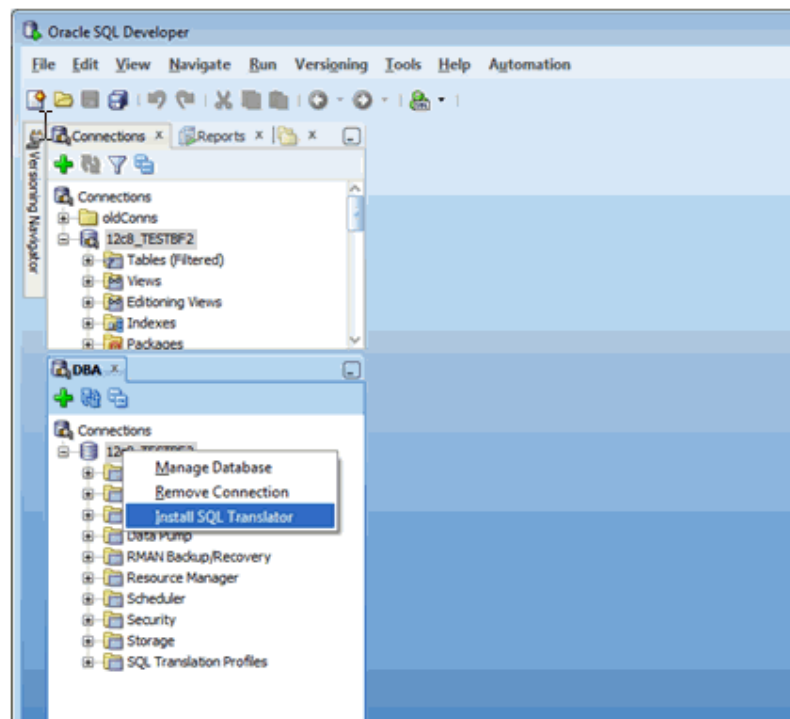 Oracle SQL Developer
File Edit View Navigate Run Versioning Tools Help Automation
Connections Reports
Versioning Navigator
Connections
oldConns
12c8_TESTBF2
Tables (Filtered)
Views
Editioning Views
Indexes
Packages
DBA
Connections
Manage Database
Remove Connection
Install SQL Translator
Data Pump
RMAN Backup/Recovery
Resource Manager
Scheduler
Security
Storage
SQL Translation Profiles